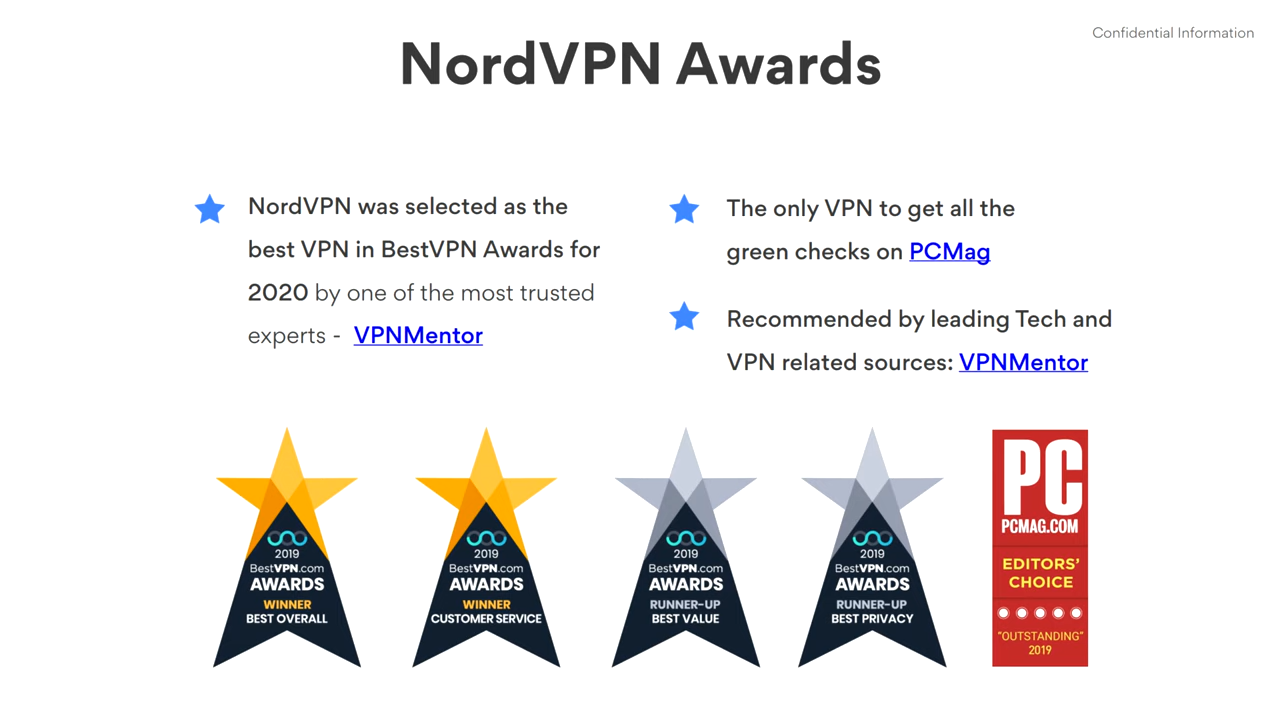 Confidential Information
NordVPN Awards
NordVPN was selected as the
best VPN in BestVPN Awards for
2020 by one of the most trusted
experts - VPNMentor
The only VPN to get all the
green checks on PCMag
Recommended by leading Tech and
VPN related sources: VPNMentor
2019
BestVPN.com
AWARDS
WINNER
BEST OVERALL
2019
BestVPN.com
AWARDS
WINNER
CUSTOMER SERVICE
2019
BestVPN.com
AWARDS
RUNNER-UP
BEST VALUE
2019
BestVPN.com
AWARDS
RUNNER-UP
BEST PRIVACY
PC
PCMAG.COM
EDITORS'
CHOICE
"OUTSTANDING"
2019